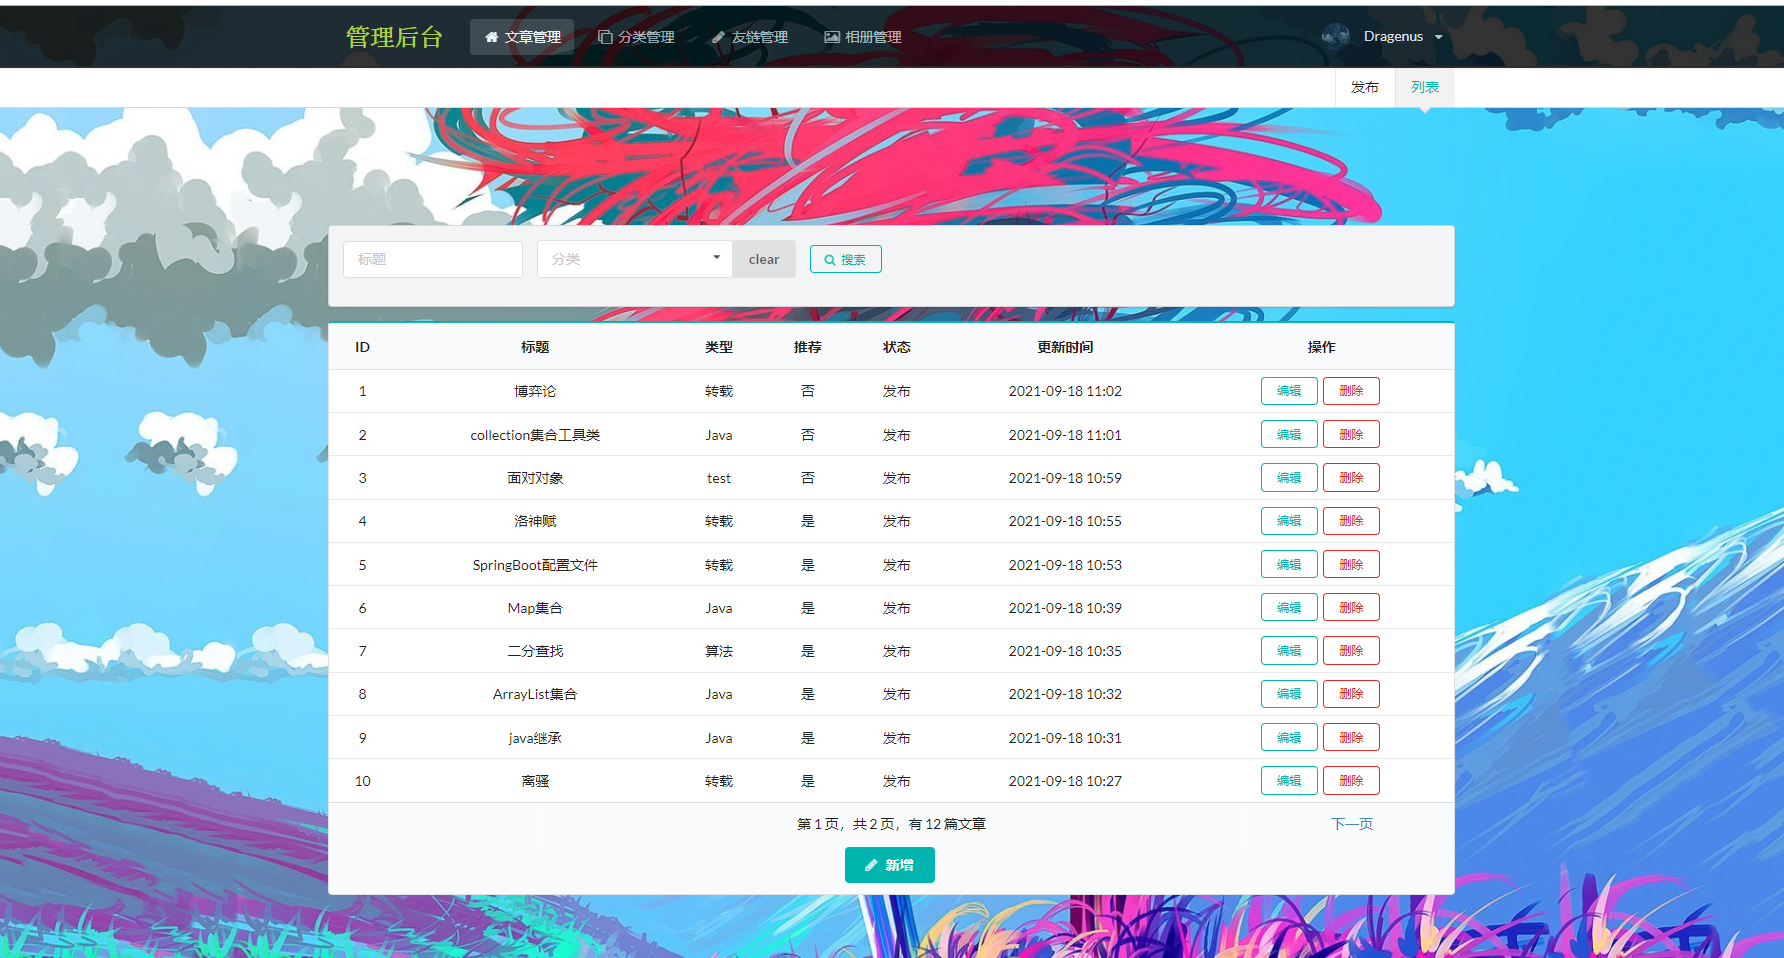 管理后台 文章管理 分类管理 友链管理 相册管理 Dragenus
发布 列表
标题 分类 clear 搜索
ID 标题 类型 推荐 状态 更新时间 操作
1 博弈论 转载 否 发布 2021-09-18 11:02 编辑 删除
2 collection集合工具类 Java 否 发布 2021-09-18 11:01 编辑 删除
3 面对对象 test 否 发布 2021-09-18 10:59 编辑 删除
4 洛神赋 转载 是 发布 2021-09-18 10:55 编辑 删除
5 SpringBoot配置文件 转载 是 发布 2021-09-18 10:53 编辑 删除
6 Map集合 Java 是 发布 2021-09-18 10:39 编辑 删除
7 二分查找 算法 是 发布 2021-09-18 10:35 编辑 删除
8 ArrayList集合 Java 是 发布 2021-09-18 10:32 编辑 删除
9 java继承 Java 是 发布 2021-09-18 10:31 编辑 删除
10 离骚 转载 是 发布 2021-09-18 10:27 编辑 删除
第 1 页，共 2 页，有 12 篇文章 下一页
新增